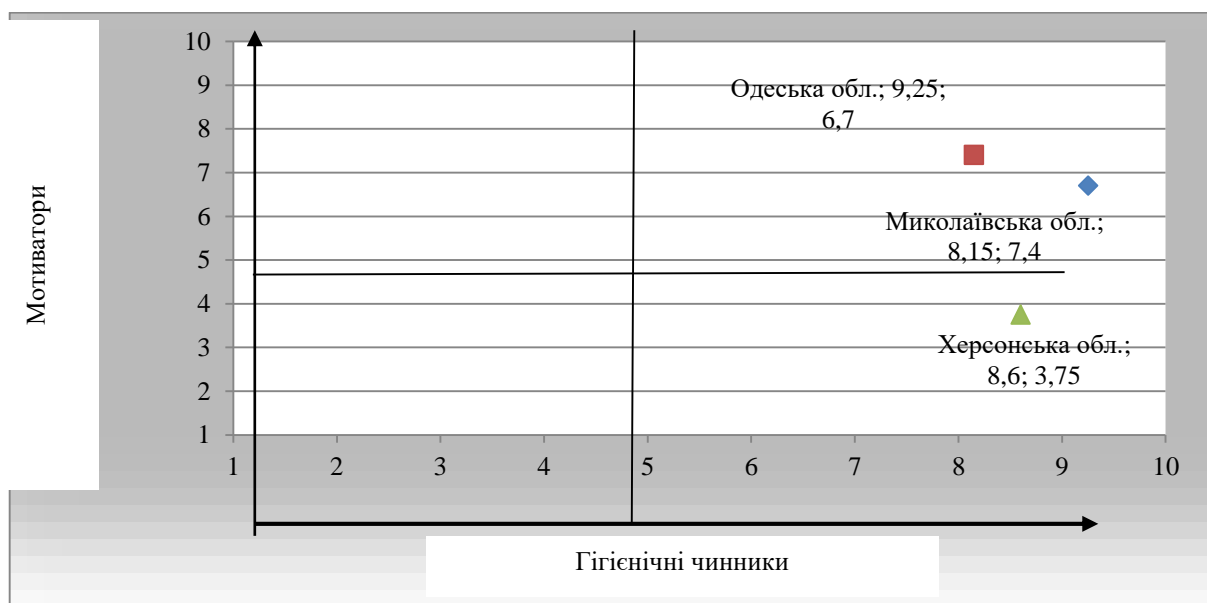 Мотиватори
10
9
8
7
6
5
4
3
2
1
Одеська обл.; 9,25;
6,7
Миколаївська обл.;
8,15; 7,4
Херсонська обл.;
8,6; 3,75
1 2 3 4 5 6 7 8 9 10
Гігієнічні чинники